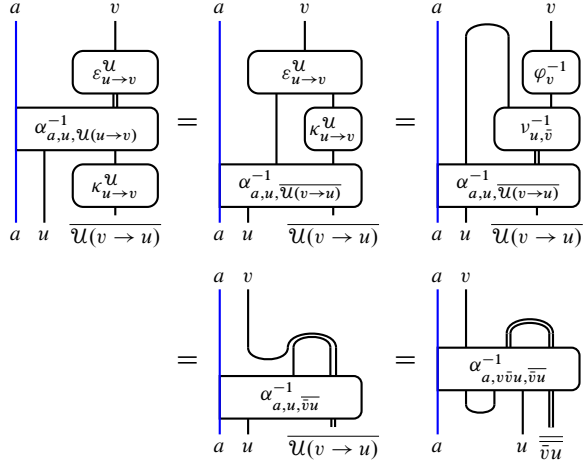 a v a v a v
ε^𝒰_{u→v} ε^𝒰_{u→v} φ_v^{-1}
α^{-1}_{a,u,𝒰(u→v)} = κ^𝒰_{u→v} = ν^{-1}_{u,v̄}
κ^𝒰_{u→v} α^{-1}_{a,u,\overline{𝒰(v→u)}} α^{-1}_{a,u,\overline{𝒰(v→u)}}
a u \overline{𝒰(v → u)} a u \overline{𝒰(v → u)} a u \overline{𝒰(v → u)}
a v a v
= α^{-1}_{a,u,\overline{v̄u}} = α^{-1}_{a,vv̄u,\overline{v̄u}}
a u \overline{𝒰(v → u)} a u \overline{\overline{v̄u}}